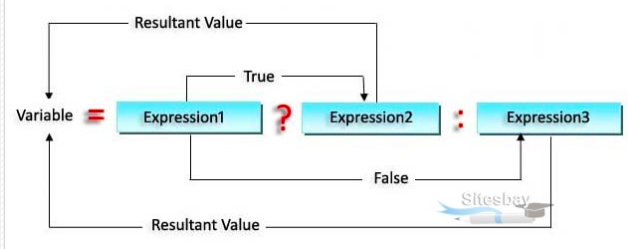 Resultant Value
True
Variable = Expression1 ? Expression2 : Expression3
False
Sitesbay
Resultant Value